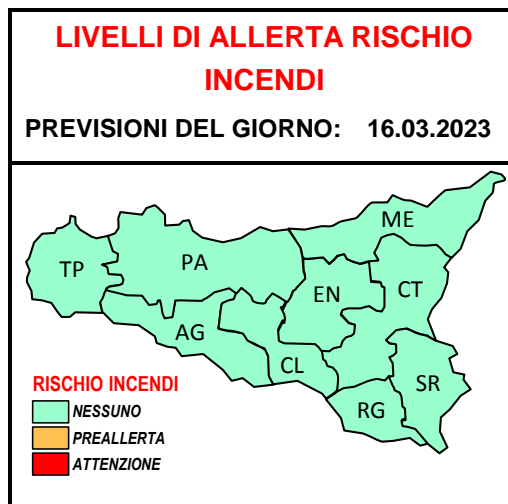 LIVELLI DI ALLERTA RISCHIO
INCENDI
PREVISIONI DEL GIORNO: 16.03.2023
ME
TP
PA
EN
CT
AG
CL
SR
RG
RISCHIO INCENDI
NESSUNO
PREALLERTA
ATTENZIONE